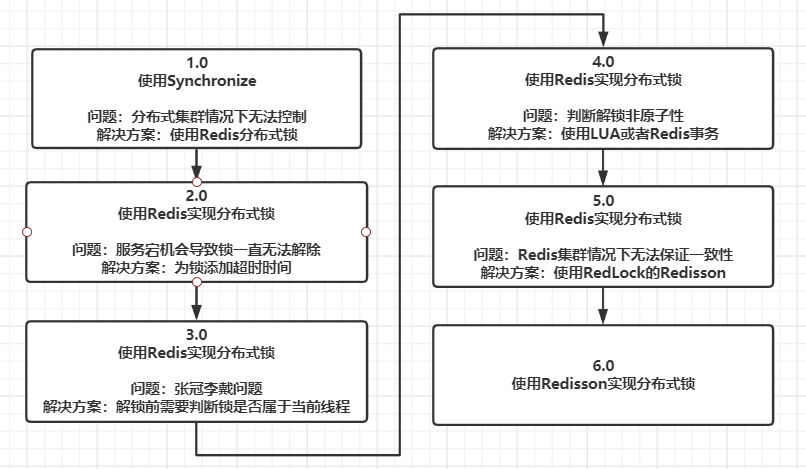 1.0
使用Synchronize
问题：分布式集群情况下无法控制
解决方案：使用Redis分布式锁
2.0
使用Redis实现分布式锁
问题：服务宕机会导致锁一直无法解除
解决方案：为锁添加超时时间
3.0
使用Redis实现分布式锁
问题：张冠李戴问题
解决方案：解锁前需要判断锁是否属于当前线程
4.0
使用Redis实现分布式锁
问题：判断解锁非原子性
解决方案：使用LUA或者Redis事务
5.0
使用Redis实现分布式锁
问题：Redis集群情况下无法保证一致性
解决方案：使用RedLock的Redisson
6.0
使用Redisson实现分布式锁